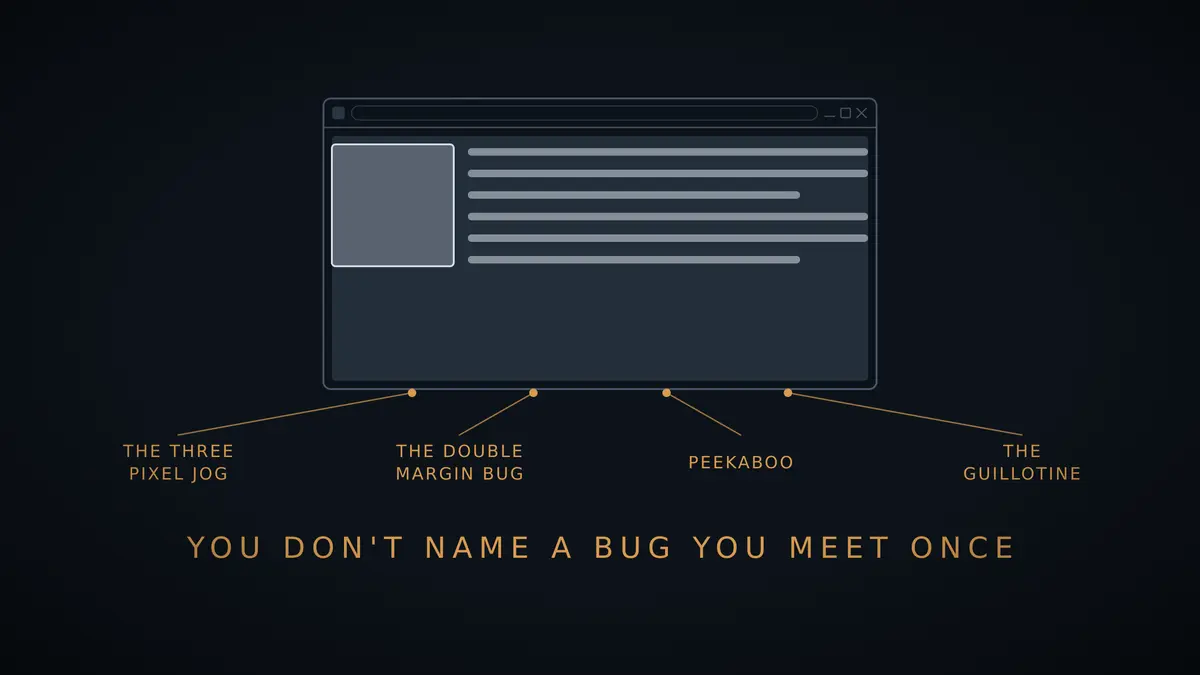 THE THREE
PIXEL JOG
THE DOUBLE
MARGIN BUG
PEEKABOO
THE
GUILLOTINE
YOU DON'T NAME A BUG YOU MEET ONCE